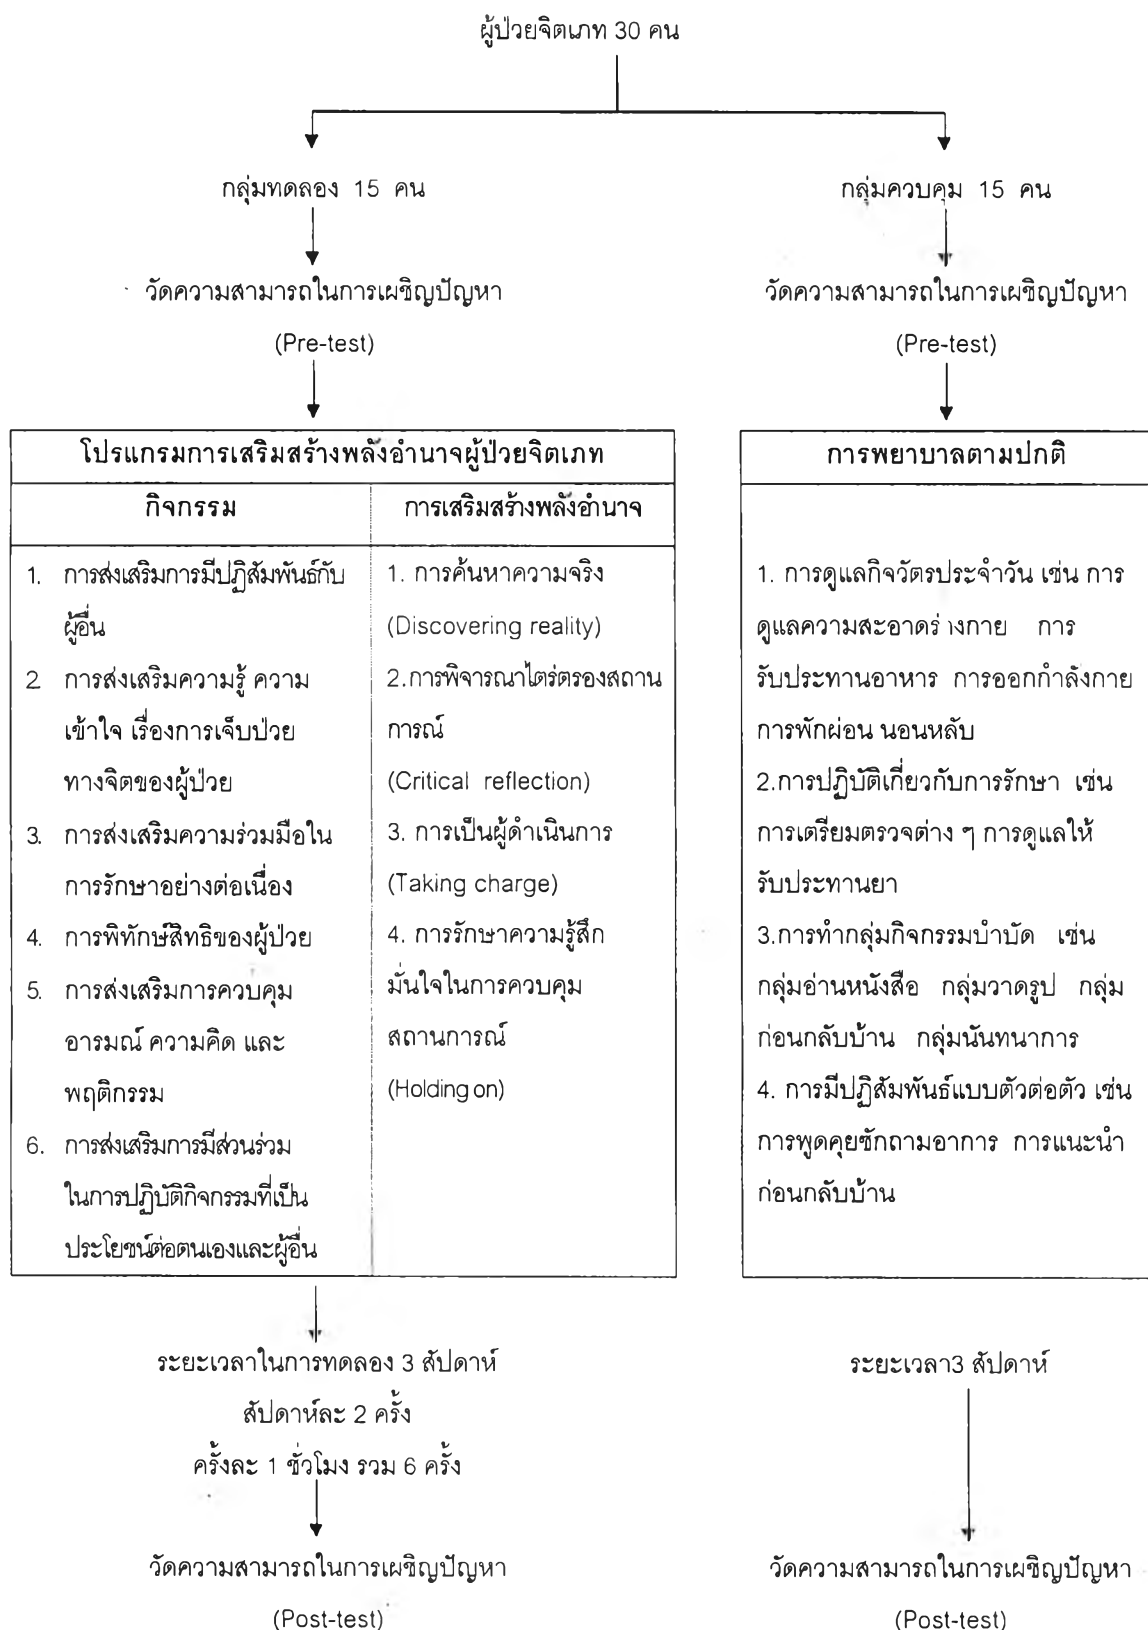 ผู้ป่วยจิตเภท 30 คน
กลุ่มทดลอง 15 คน
กลุ่มควบคุม 15 คน
วัดความสามารถในการเผชิญปัญหา
(Pre-test)
วัดความสามารถในการเผชิญปัญหา
(Pre-test)
โปรแกรมการเสริมสร้างพลังอำนาจผู้ป่วยจิตเภท
กิจกรรม
1. การส่งเสริมการมีปฏิสัมพันธ์กับ
ผู้อื่น
2. การส่งเสริมความรู้ ความ
เข้าใจ เรื่องการเจ็บป่วย
ทางจิตของผู้ป่วย
3. การส่งเสริมความร่วมมือใน
การรักษาอย่างต่อเนื่อง
4. การพิทักษ์สิทธิของผู้ป่วย
5. การส่งเสริมการควบคุม
อารมณ์ ความคิด และ
พฤติกรรม
6. การส่งเสริมการมีส่วนร่วม
ในการปฏิบัติกิจกรรมที่เป็น
ประโยชน์ต่อตนเองและผู้อื่น
การเสริมสร้างพลังอำนาจ
1. การค้นหาความจริง
(Discovering reality)
2.การพิจารณาไตร่ตรองสถาน
การณ์
(Critical reflection)
3. การเป็นผู้ดำเนินการ
(Taking charge)
4. การรักษาความรู้สึก
มั่นใจในการควบคุม
สถานการณ์
(Holding on)
การพยาบาลตามปกติ
1. การดูแลกิจวัตรประจำวัน เช่น การ
ดูแลความสะอาดร่างกาย การ
รับประทานอาหาร การออกกำลังกาย
การพักผ่อน นอนหลับ
2.การปฏิบัติเกี่ยวกับการรักษา เช่น
การเตรียมตรวจต่าง ๆ การดูแลให้
รับประทานยา
3.การทำกลุ่มกิจกรรมบำบัด เช่น
กลุ่มอ่านหนังสือ กลุ่มวาดรูป กลุ่ม
ก่อนกลับบ้าน กลุ่มนันทนาการ
4. การมีปฏิสัมพันธ์แบบตัวต่อตัว เช่น
การพูดคุยซักถามอาการ การแนะนำ
ก่อนกลับบ้าน
ระยะเวลาในการทดลอง 3 สัปดาห์
สัปดาห์ละ 2 ครั้ง
ครั้งละ 1 ชั่วโมง รวม 6 ครั้ง
ระยะเวลา3 สัปดาห์
วัดความสามารถในการเผชิญปัญหา
(Post-test)
วัดความสามารถในการเผชิญปัญหา
(Post-test)